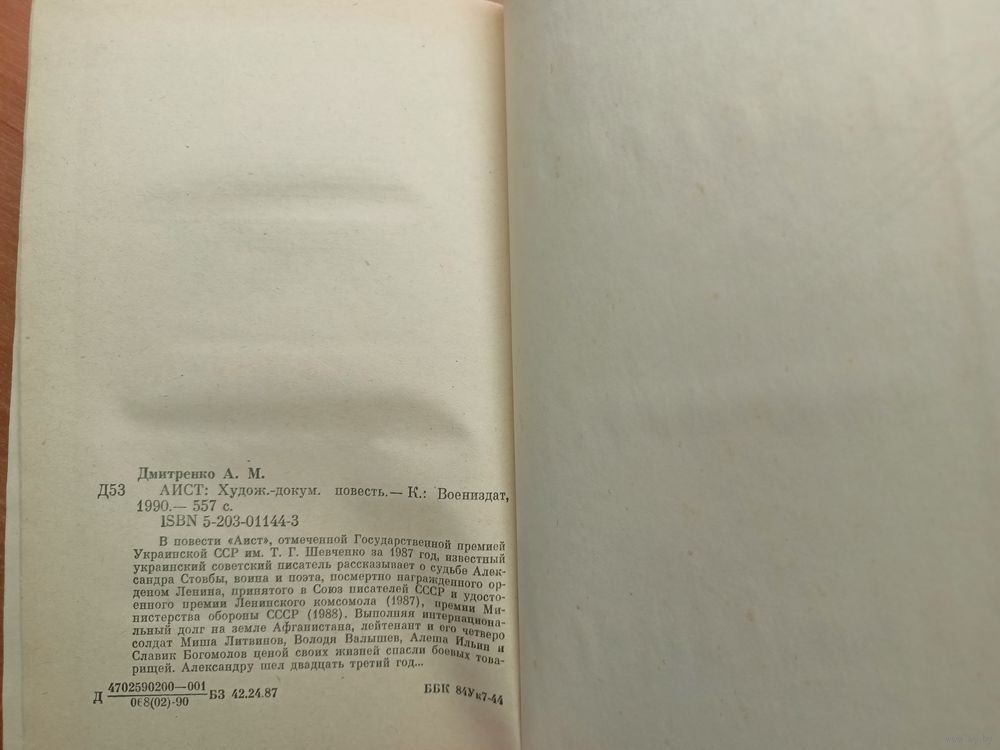 Дмитренко А. М.
Д53 АИСТ: Худож.-докум. повесть.— К.: Воениздат,
1990.— 557 с.
ISBN 5-203-01144-3
В повести «Аист», отмеченной Государственной премией
Украинской ССР им. Т. Г. Шевченко за 1987 год, известный
украинский советский писатель рассказывает о судьбе Алек-
сандра Стовбы, воина и поэта, посмертно награжденного ор-
деном Ленина, принятого в Союз писателей СССР и удосто-
енного премии Ленинского комсомола (1987), премии Ми-
нистерства обороны СССР (1988). Выполняя интернациона-
льный долг на земле Афганистана, лейтенант и его четверо
солдат Миша Литвинов, Володя Валышев, Алеша Ильин и
Славик Богомолов ценой своих жизней спасли боевых това-
рищей. Александру шел двадцать третий год...
Д 4702590200—001 БЗ 42.24.87 ББК 84Ук7-44
068(02)-90